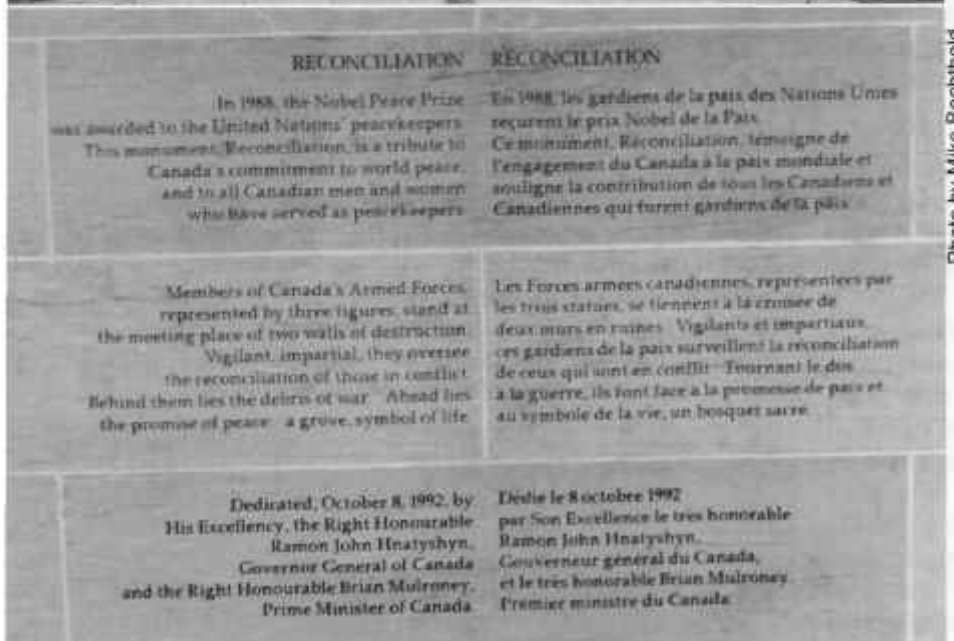 RECONCILIATION
In 1988, the Nobel Peace Prize
was awarded to the United Nations' peacekeepers.
This monument, Reconciliation, is a tribute to
Canada's commitment to world peace,
and to all Canadian men and women
who have served as peacekeepers.
Members of Canada's Armed Forces,
represented by three figures, stand at
the meeting place of two walls of destruction.
Vigilant, impartial, they oversee
the reconciliation of those in conflict.
Behind them lies the debris of war. Ahead lies
the promise of peace: a grove, symbol of life.
Dedicated, October 8, 1992, by
His Excellency, the Right Honourable
Ramon John Hnatyshyn,
Governor General of Canada
and the Right Honourable Brian Mulroney,
Prime Minister of Canada.
RÉCONCILIATION
En 1988, les gardiens de la paix des Nations Unies
reçurent le prix Nobel de la Paix.
Ce monument, Réconciliation, témoigne de
l'engagement du Canada à la paix mondiale et
souligne la contribution de tous les Canadiens et
Canadiennes qui furent gardiens de la paix.
Les Forces armées canadiennes, représentées par
les trois statues, se tiennent à la croisée de
deux murs en ruines. Vigilants et impartiaux,
ces gardiens de la paix surveillent la réconciliation
de ceux qui sont en conflit. Tournant le dos
à la guerre, ils font face à la promesse de paix et
au symbole de la vie, un bosquet sacré.
Dédié le 8 octobre 1992
par Son Excellence le très honorable
Ramon John Hnatyshyn,
Gouverneur général du Canada,
et le très honorable Brian Mulroney
Premier ministre du Canada.
Photo by Mike Bechthold